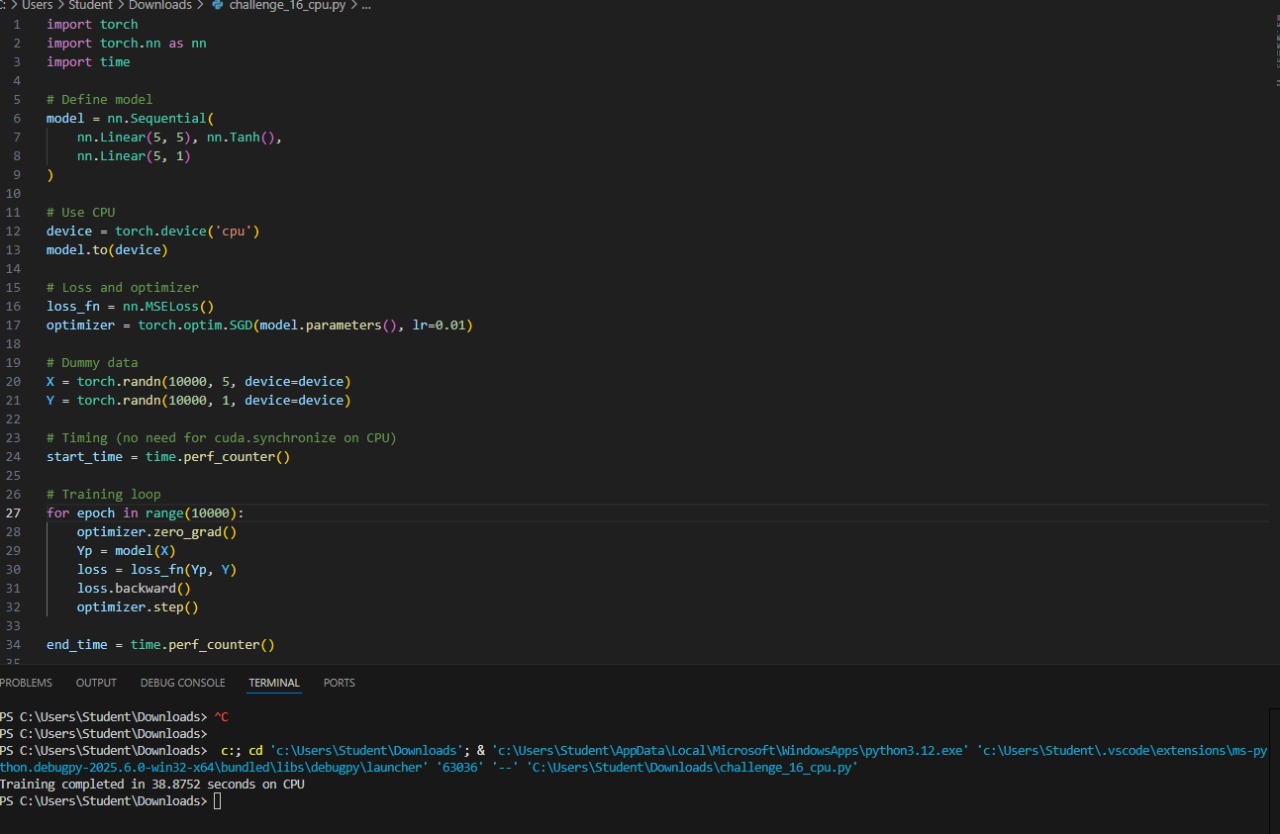 : > Users > Student > Downloads > challenge_16_cpu.py > ...
1 import torch
2 import torch.nn as nn
3 import time
4
5 # Define model
6 model = nn.Sequential(
7     nn.Linear(5, 5), nn.Tanh(),
8     nn.Linear(5, 1)
9 )
10
11 # Use CPU
12 device = torch.device('cpu')
13 model.to(device)
14
15 # Loss and optimizer
16 loss_fn = nn.MSELoss()
17 optimizer = torch.optim.SGD(model.parameters(), lr=0.01)
18
19 # Dummy data
20 X = torch.randn(10000, 5, device=device)
21 Y = torch.randn(10000, 1, device=device)
22
23 # Timing (no need for cuda.synchronize on CPU)
24 start_time = time.perf_counter()
25
26 # Training loop
27 for epoch in range(10000):
28     optimizer.zero_grad()
29     Yp = model(X)
30     loss = loss_fn(Yp, Y)
31     loss.backward()
32     optimizer.step()
33
34 end_time = time.perf_counter()
35
PROBLEMS OUTPUT DEBUG CONSOLE TERMINAL PORTS
PS C:\Users\Student\Downloads> ^C
PS C:\Users\Student\Downloads>
PS C:\Users\Student\Downloads>  c:; cd 'c:\Users\Student\Downloads'; & 'c:\Users\Student\AppData\Local\Microsoft\WindowsApps\python3.12.exe' 'c:\Users\Student\.vscode\extensions\ms-py
thon.debugpy-2025.6.0-win32-x64\bundled\libs\debugpy\launcher' '63036' '--' 'C:\Users\Student\Downloads\challenge_16_cpu.py'
Training completed in 38.8752 seconds on CPU
PS C:\Users\Student\Downloads>